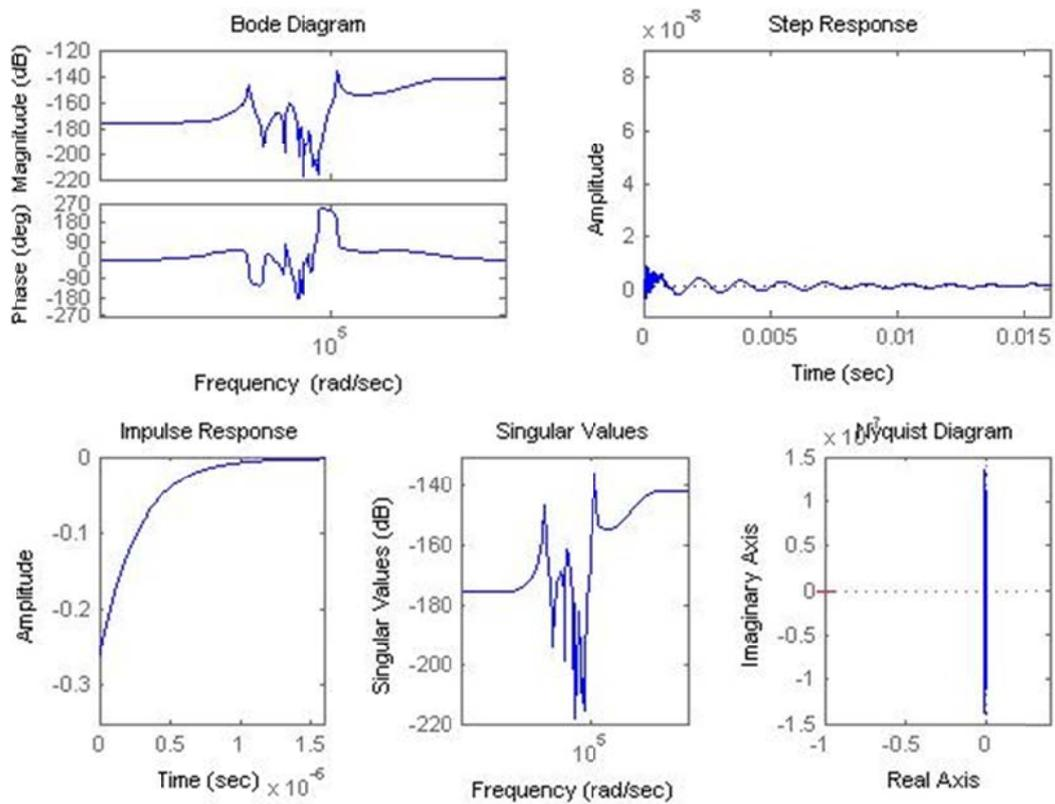 Bode Diagram
Magnitude (dB)
-120
-140
-160
-180
-200
-220
Phase (deg)
270
180
90
0
-90
-180
-270
10^5
Frequency (rad/sec)
x 10^-8
Step Response
Amplitude
8
6
4
2
0
0 0.005 0.01 0.015
Time (sec)
Impulse Response
Amplitude
0
-0.1
-0.2
-0.3
0 0.5 1 1.5
Time (sec) x 10^-6
Singular Values
Singular Values (dB)
-140
-160
-180
-200
-220
10^5
Frequency (rad/sec)
x 10^-7
Nyquist Diagram
Imaginary Axis
1.5
1
0.5
0
-0.5
-1
-1.5
-1 -0.5 0
Real Axis